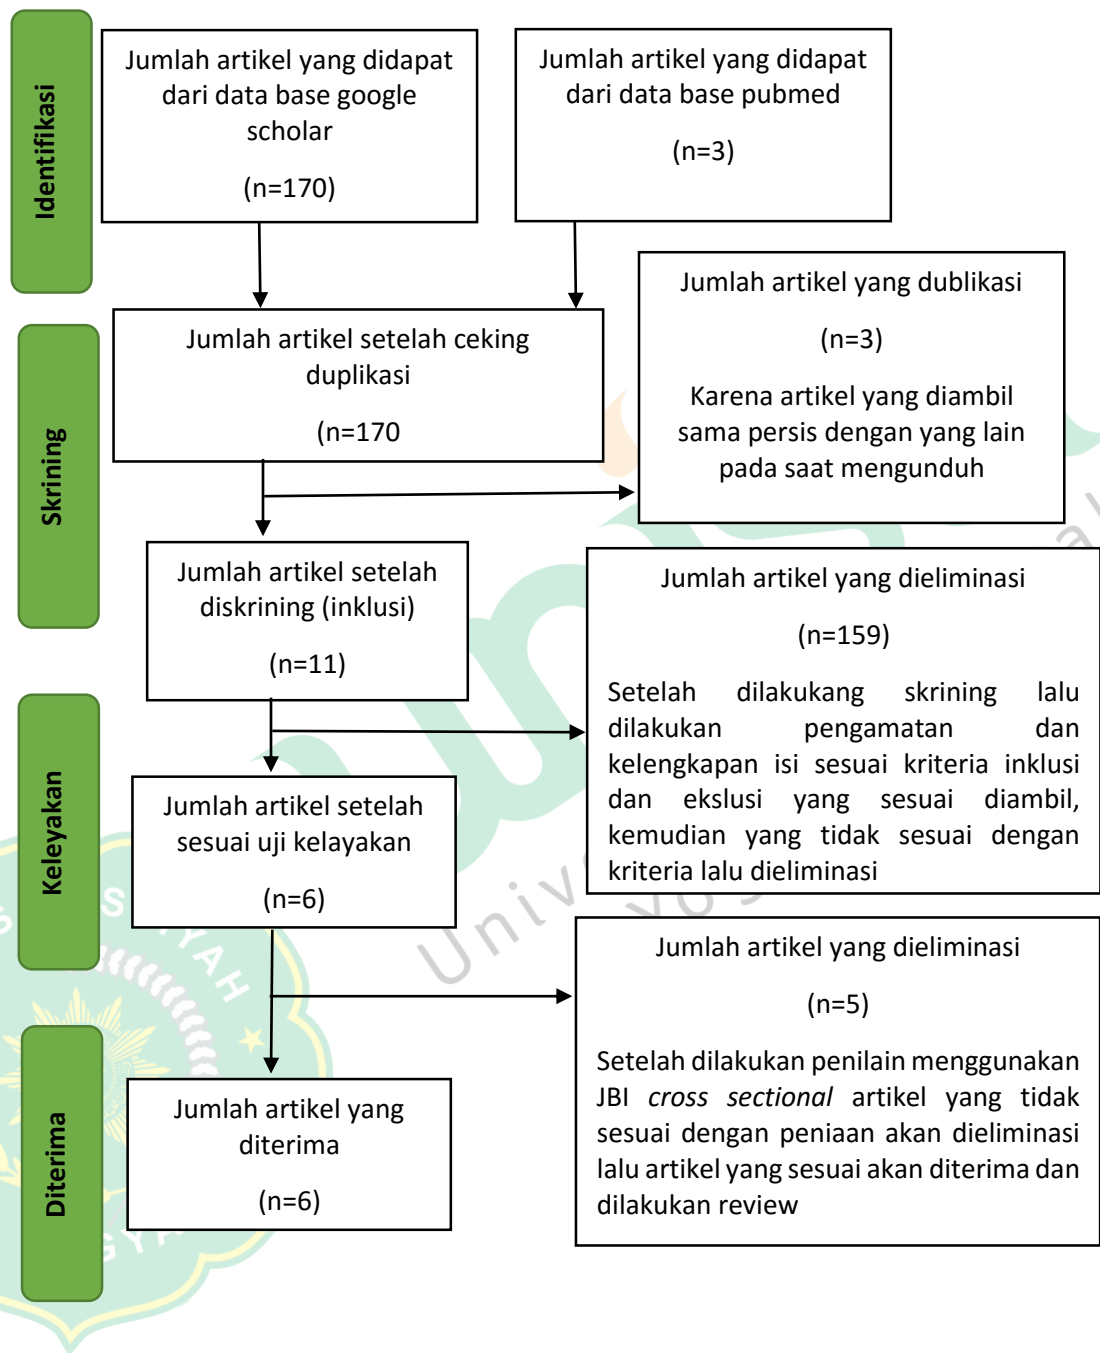 Identifikasi
Jumlah artikel yang didapat
dari data base google
scholar
(n=170)
Jumlah artikel yang didapat
dari data base pubmed
(n=3)
Skrining
Jumlah artikel setelah ceking
duplikasi
(n=170
Jumlah artikel yang dublikasi
(n=3)
Karena artikel yang diambil
sama persis dengan yang lain
pada saat mengunduh
Jumlah artikel setelah
diskrining (inklusi)
(n=11)
Jumlah artikel yang dieliminasi
(n=159)
Setelah dilakukang skrining lalu
dilakukan pengamatan dan
kelengkapan isi sesuai kriteria inklusi
dan ekslusi yang sesuai diambil,
kemudian yang tidak sesuai dengan
kriteria lalu dieliminasi
Keleyakan
Jumlah artikel setelah
sesuai uji kelayakan
(n=6)
Jumlah artikel yang dieliminasi
(n=5)
Setelah dilakukan penilain menggunakan
JBI cross sectional artikel yang tidak
sesuai dengan peniaan akan dieliminasi
lalu artikel yang sesuai akan diterima dan
dilakukan review
Diterima
Jumlah artikel yang
diterima
(n=6)